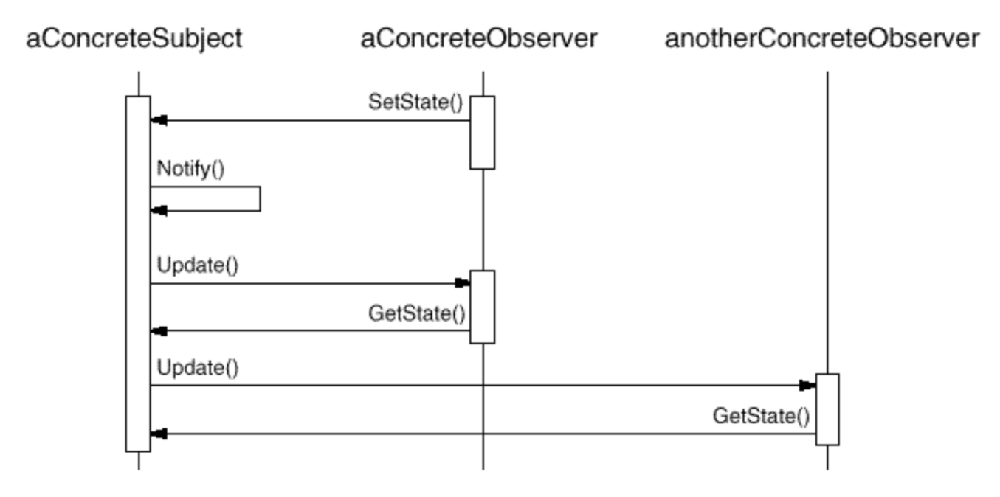 aConcreteSubject aConcreteObserver anotherConcreteObserver
SetState()
Notify()
Update()
GetState()
Update()
GetState()